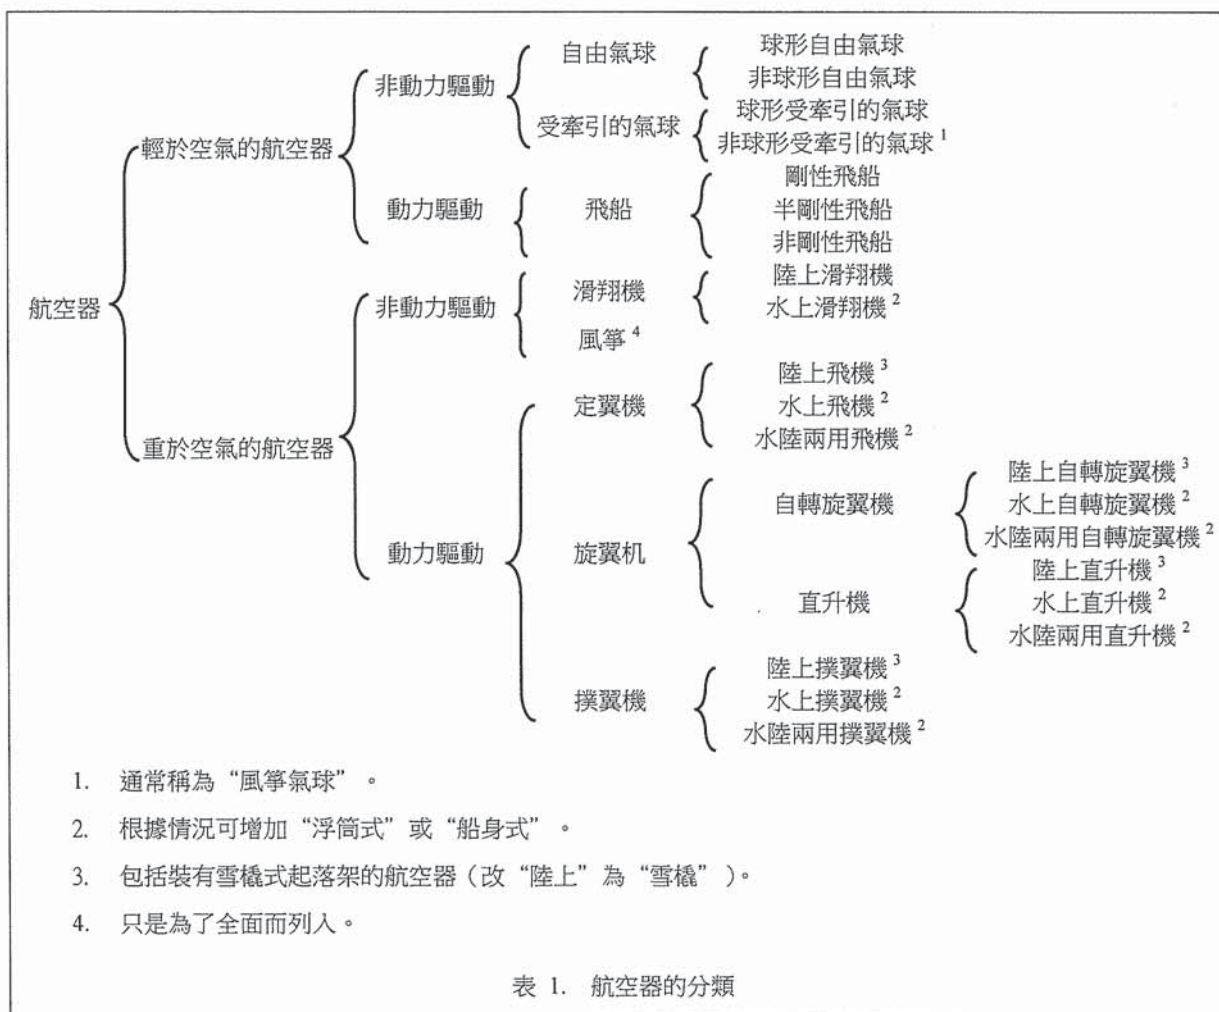 自由氣球
球形自由氣球
非球形自由氣球
非動力驅動
受牽引的氣球
球形受牽引的氣球
非球形受牽引的氣球 1
輕於空氣的航空器
剛性飛船
動力驅動
飛船
半剛性飛船
非剛性飛船
航空器
非動力驅動
滑翔機
陸上滑翔機
水上滑翔機 2
風箏 4
陸上飛機 3
定翼機
水上飛機 2
水陸兩用飛機 2
重於空氣的航空器
陸上自轉旋翼機 3
自轉旋翼機
水上自轉旋翼機 2
水陸兩用自轉旋翼機 2
動力驅動
旋翼机
陸上直升機 3
直升機
水上直升機 2
水陸兩用直升機 2
陸上撲翼機 3
撲翼機
水上撲翼機 2
水陸兩用撲翼機 2
1. 通常稱為“風箏氣球”。
2. 根據情況可增加“浮筒式”或“船身式”。
3. 包括裝有雪橇式起落架的航空器（改“陸上”為“雪橇”）。
4. 只是為了全面而列入。
表 1. 航空器的分類